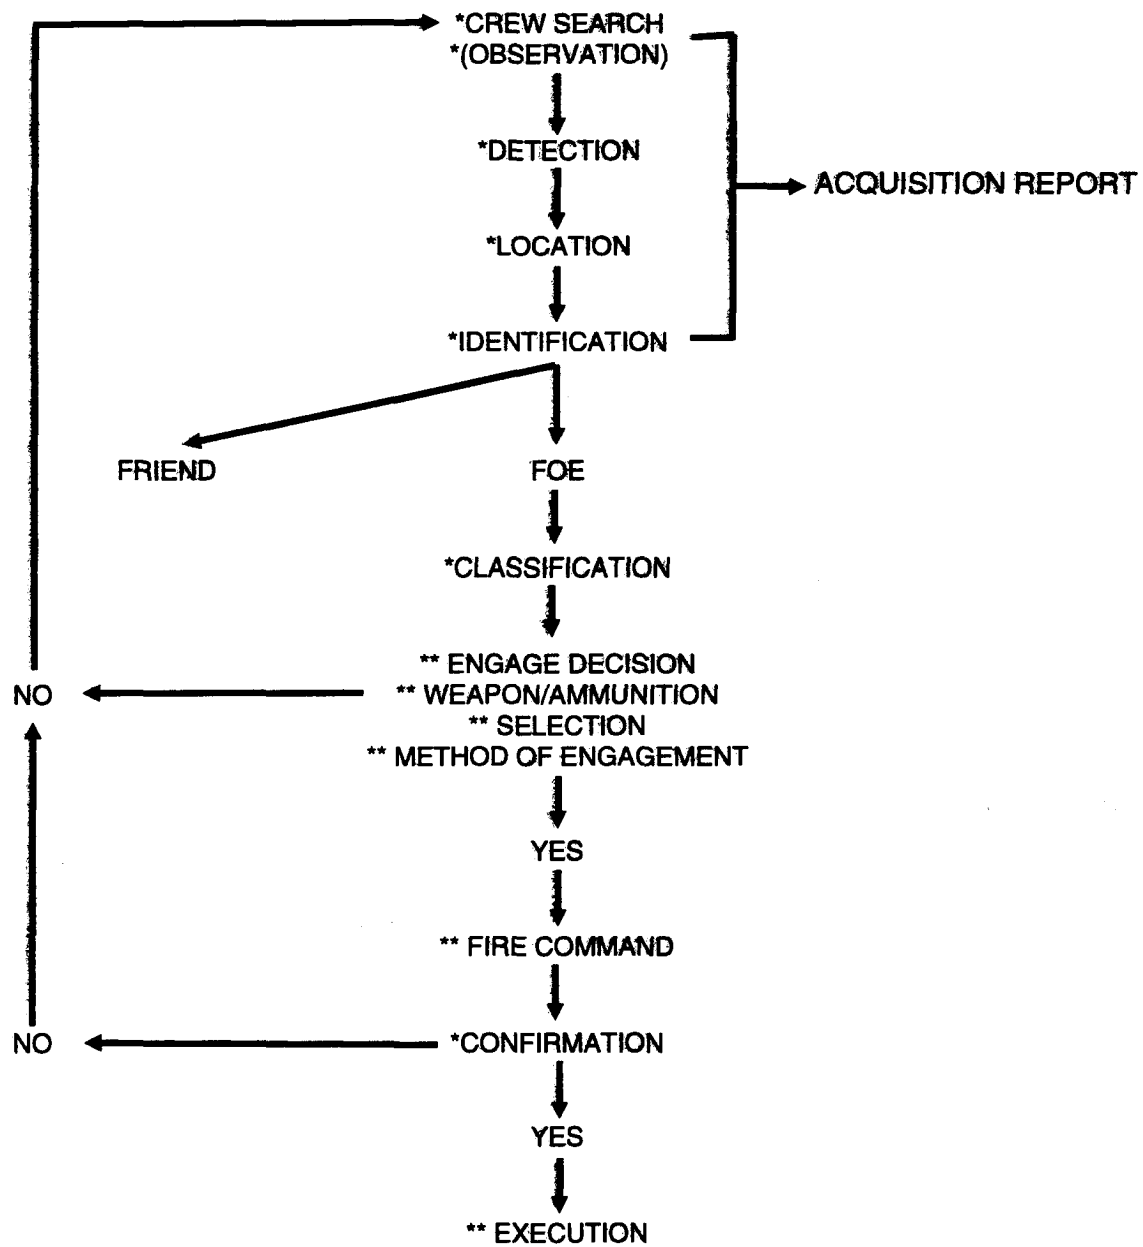 *CREW SEARCH
*(OBSERVATION)
*DETECTION
ACQUISITION REPORT
*LOCATION
*IDENTIFICATION
FRIEND
FOE
*CLASSIFICATION
** ENGAGE DECISION
NO
** WEAPON/AMMUNITION
** SELECTION
** METHOD OF ENGAGEMENT
YES
** FIRE COMMAND
NO
*CONFIRMATION
YES
** EXECUTION